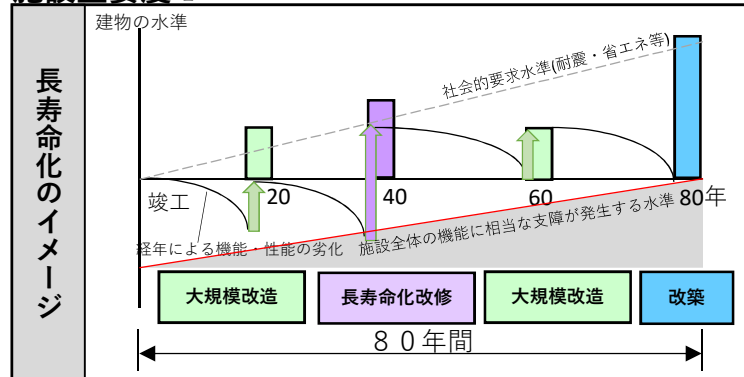 建物の水準
長寿命化のイメージ
社会的要求水準(耐震・省エネ等)
竣工
20
40
60
80年
経年による機能・性能の劣化
施設全体の機能に相当な支障が発生する水準
大規模改造
長寿命化改修
大規模改造
改築
８０年間